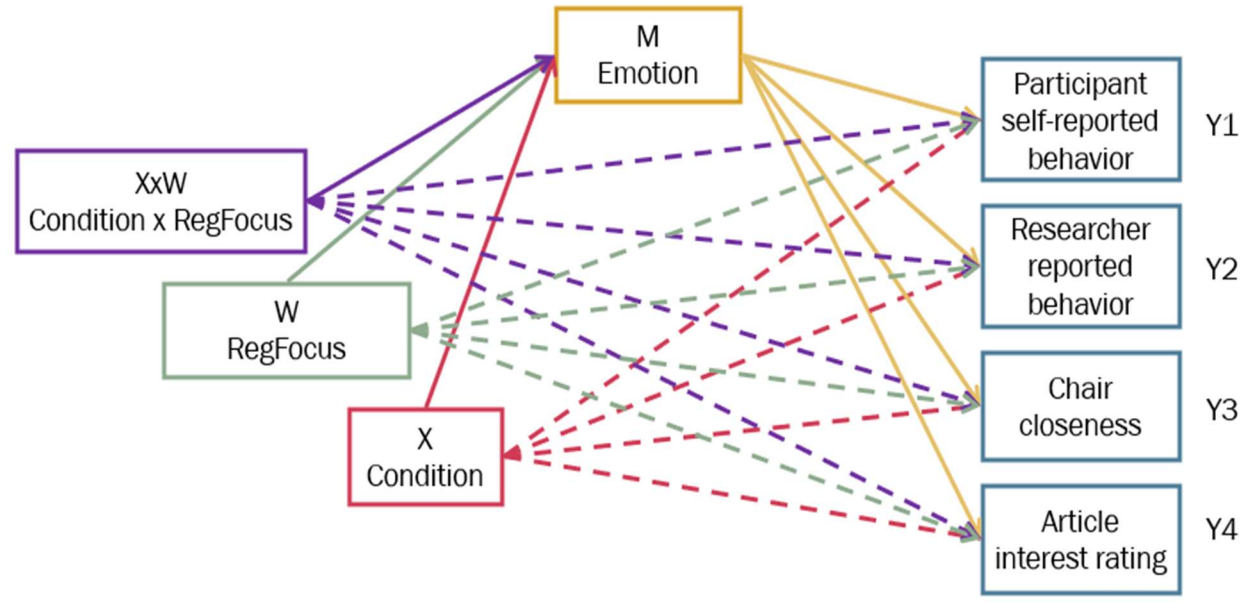 M
Emotion
Participant
self-reported
behavior
Y1
XxW
Condition x RegFocus
Researcher
reported
behavior
Y2
W
RegFocus
Chair
closeness
Y3
X
Condition
Article
interest rating
Y4